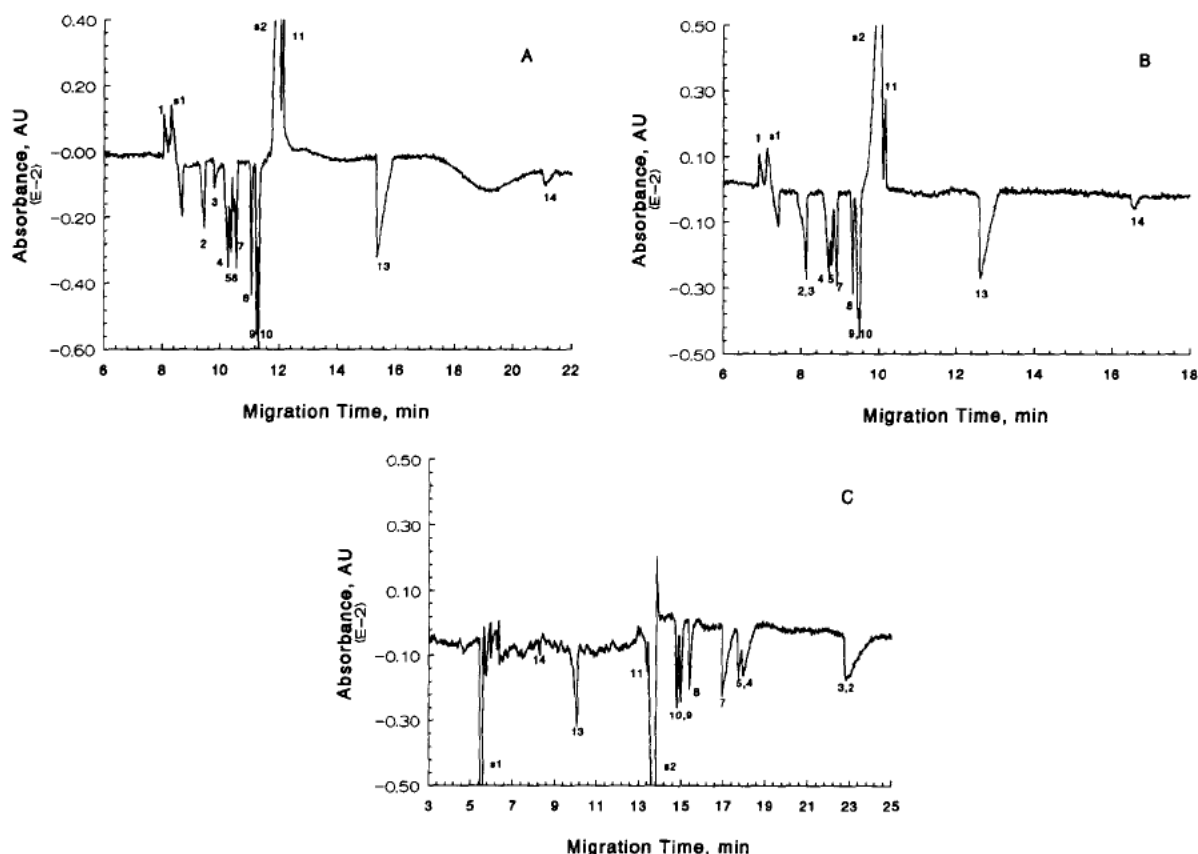 0.40
0.20
-0.00
-0.20
-0.40
-0.60
Absorbance, AU
(E-2)
1
s1
2
3
4
56
7
8
9
10
s2
11
13
14
A
6 8 10 12 14 16 18 20 22
Migration Time, min
0.50
0.30
0.10
-0.10
-0.30
-0.50
Absorbance, AU
(E-2)
1
s1
2,3
4
5
7
8
9,10
s2
11
13
14
B
6 8 10 12 14 16 18
Migration Time, min
0.50
0.30
0.10
-0.10
-0.30
-0.50
Absorbance, AU
(E-2)
s1
14
13
11
s2
10,9
8
7
5,4
3,2
C
3 5 7 9 11 13 15 17 19 21 23 25
Migration Time, min